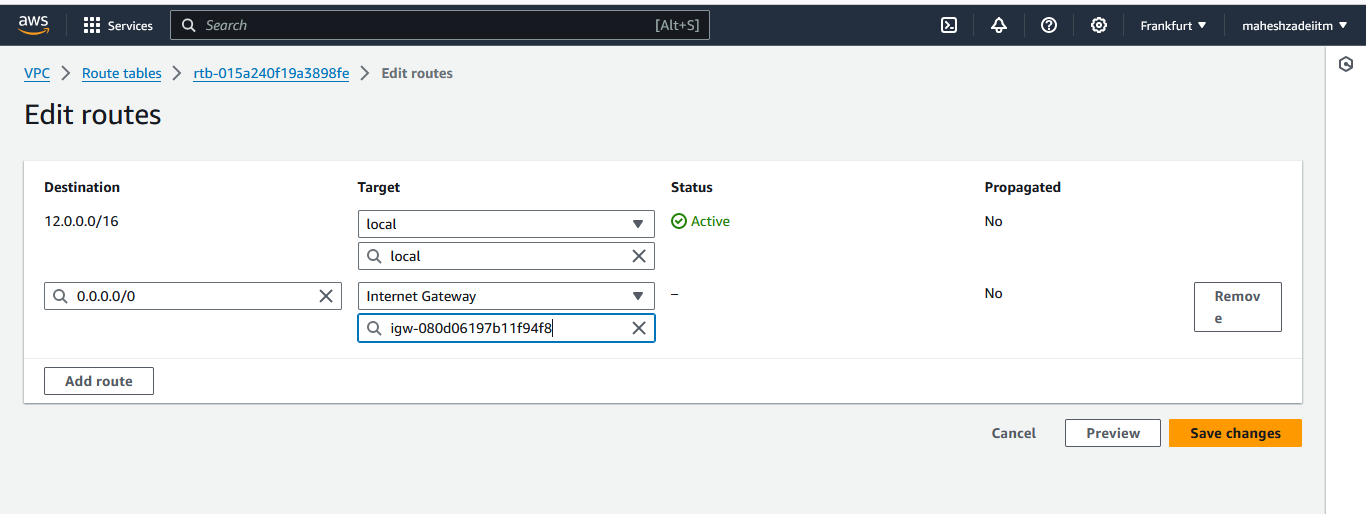 aws Services Search [Alt+S] Frankfurt maheshzadeiitm
VPC Route tables rtb-015a240f19a3898fe Edit routes
Edit routes
Destination Target Status Propagated
12.0.0.0/16 local Active No
local
0.0.0.0/0 Internet Gateway – No Remov
e
igw-080d06197b11f94f8
Add route
Cancel Preview Save changes